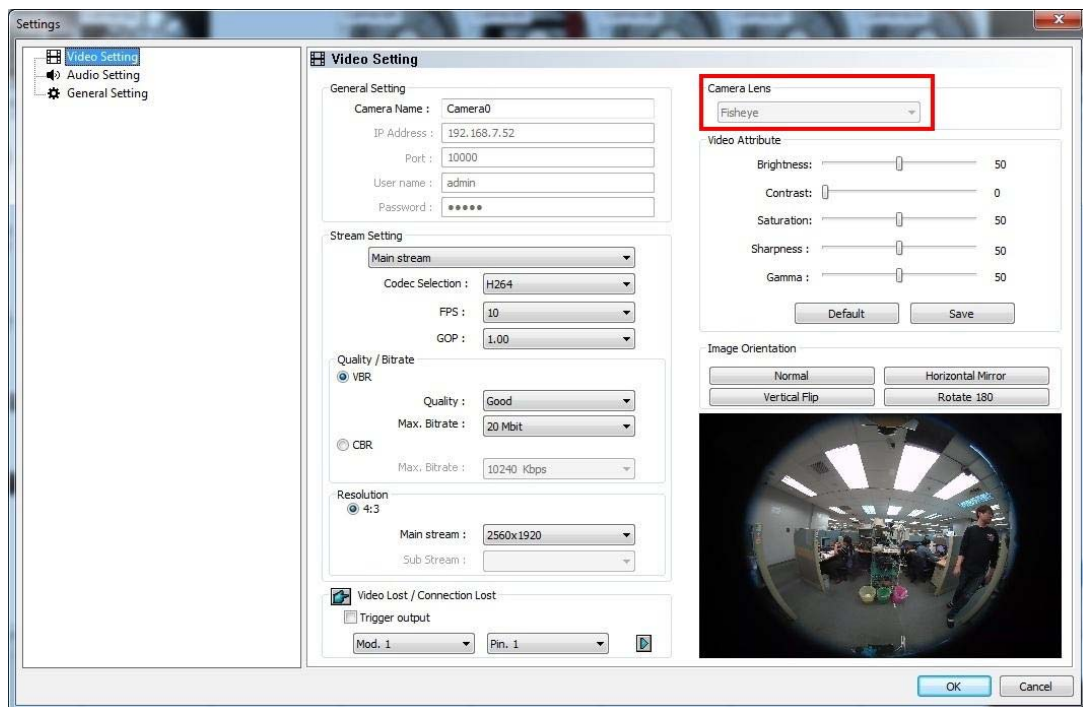 Settings
Video Setting
Audio Setting
General Setting
Video Setting
General Setting
Camera Name : Camera0
IP Address : 192.168.7.52
Port : 10000
User name : admin
Password : •••••
Stream Setting
Main stream
Codec Selection : H264
FPS : 10
GOP : 1.00
Quality / Bitrate
VBR
Quality : Good
Max. Bitrate : 20 Mbit
CBR
Max. Bitrate : 10240 Kbps
Resolution
4:3
Main stream : 2560x1920
Sub Stream :
Video Lost / Connection Lost
Trigger output
Mod. 1 Pin. 1
Camera Lens
Fisheye
Video Attribute
Brightness: 50
Contrast: 0
Saturation: 50
Sharpness : 50
Gamma : 50
Default Save
Image Orientation
Normal Horizontal Mirror
Vertical Flip Rotate 180
OK Cancel